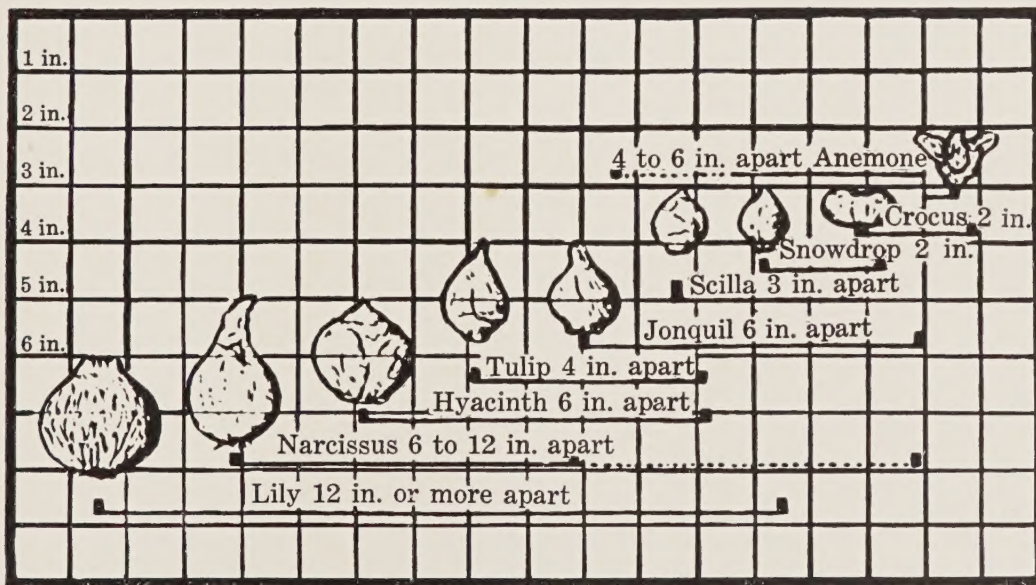 1 in.
2 in.
3 in.
4 in.
5 in.
6 in.
4 to 6 in. apart Anemone
Crocus 2 in.
Snowdrop 2 in.
Scilla 3 in. apart
Jonquil 6 in. apart
Tulip 4 in. apart
Hyacinth 6 in. apart
Narcissus 6 to 12 in. apart
Lily 12 in. or more apart